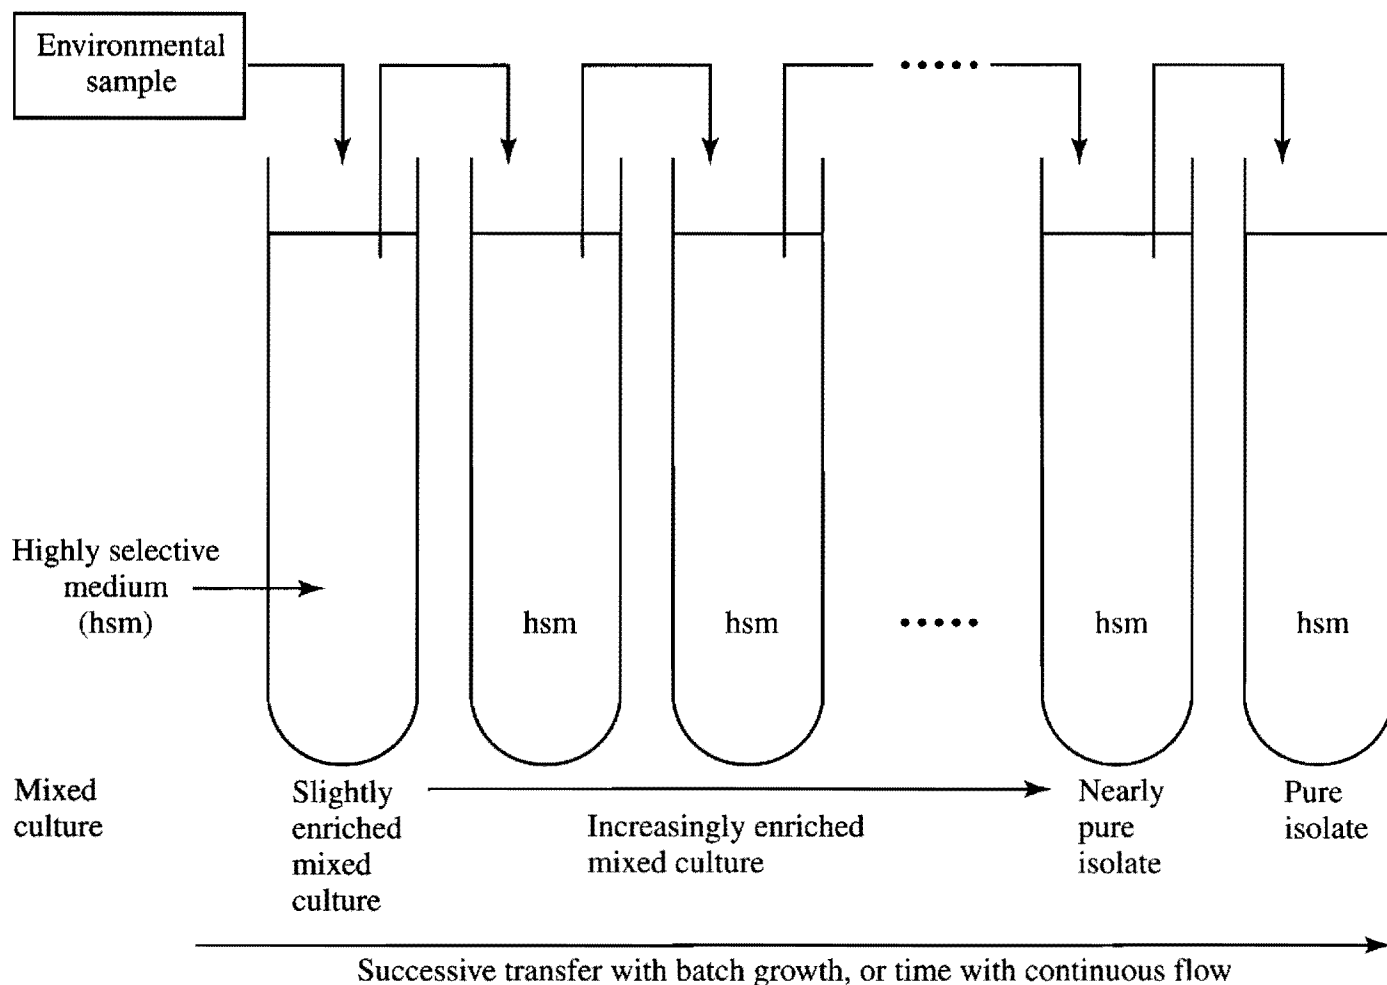 Environmental
sample
•••••
Highly selective
medium
(hsm)
hsm
hsm
•••••
hsm
hsm
Mixed
culture
Slightly
enriched
mixed
culture
Increasingly enriched
mixed culture
Nearly
pure
isolate
Pure
isolate
Successive transfer with batch growth, or time with continuous flow